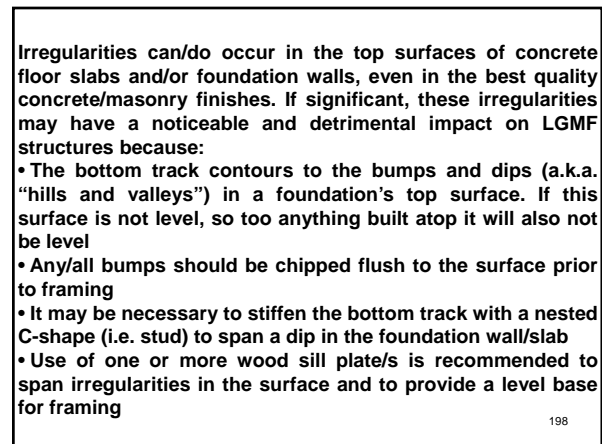 Irregularities can/do occur in the top surfaces of concrete
floor slabs and/or foundation walls, even in the best quality
concrete/masonry finishes. If significant, these irregularities
may have a noticeable and detrimental impact on LGMF
structures because:
• The bottom track contours to the bumps and dips (a.k.a.
“hills and valleys”) in a foundation’s top surface. If this
surface is not level, so too anything built atop it will also not
be level
• Any/all bumps should be chipped flush to the surface prior
to framing
• It may be necessary to stiffen the bottom track with a nested
C-shape (i.e. stud) to span a dip in the foundation wall/slab
• Use of one or more wood sill plate/s is recommended to
span irregularities in the surface and to provide a level base
for framing
198